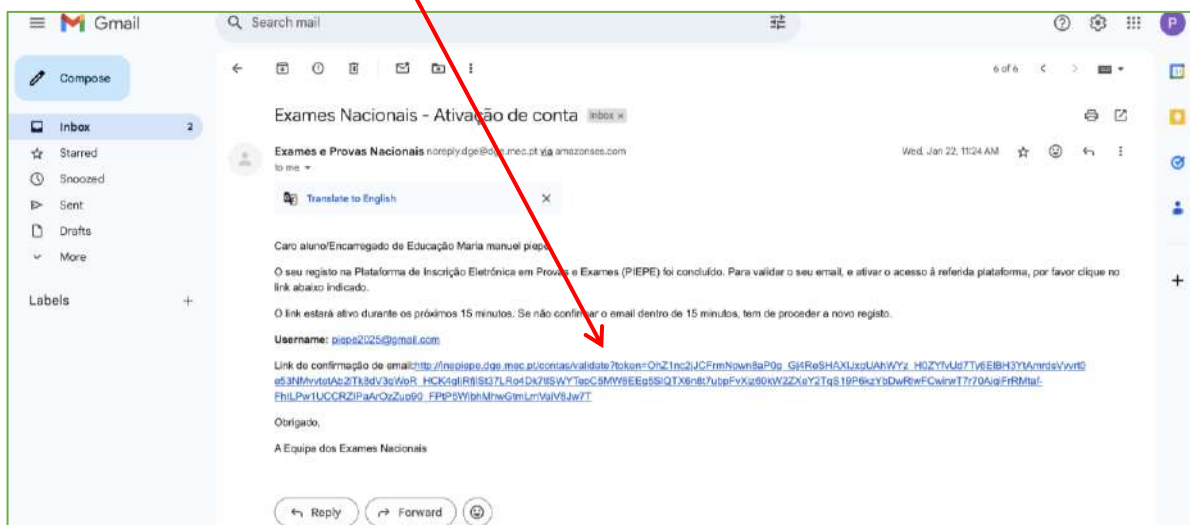 Gmail
Search mail
P
Compose
6 of 6
Exames Nacionais - Ativação de conta Inbox x
Inbox 2
Starred
Exames e Provas Nacionais noreply.dge@dge.mec.pt via amazonses.com
Wed, Jan 22, 11:24 AM
to me
Snoozed
Translate to English
Sent
Drafts
More
Caro aluno/Encarregado de Educação Maria manuel piepe
O seu registo na Plataforma de Inscrição Eletrónica em Provas e Exames (PIEPE) foi concluído. Para validar o seu email, e ativar o acesso à referida plataforma, por favor clique no
link abaixo indicado.
Labels
O link estará ativo durante os próximos 15 minutos. Se não confirmar o email dentro de 15 minutos, tem de proceder a novo registo.
Username: piepe2025@gmail.com
Link de confirmação de email:
Obrigado,
A Equipa dos Exames Nacionais
Reply
Forward